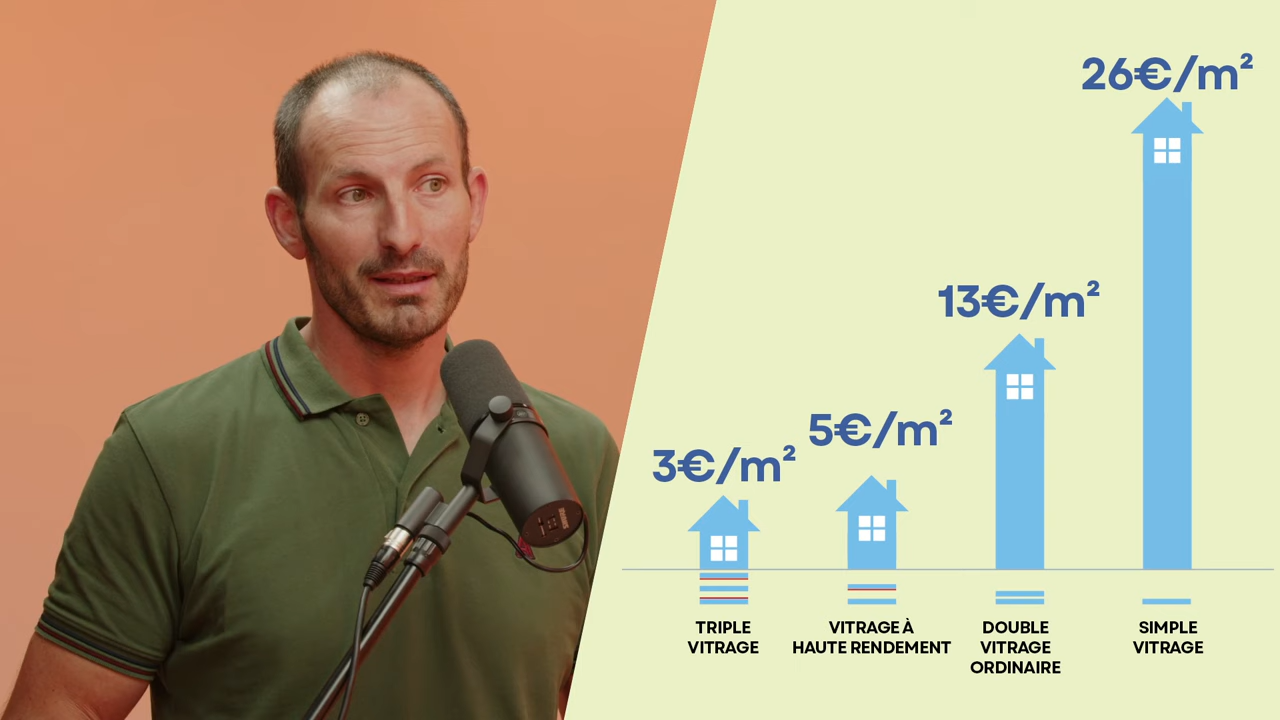 26€/m²
13€/m²
5€/m²
3€/m²
TRIPLE
VITRAGE
VITRAGE À
HAUTE RENDEMENT
DOUBLE
VITRAGE
ORDINAIRE
SIMPLE
VITRAGE